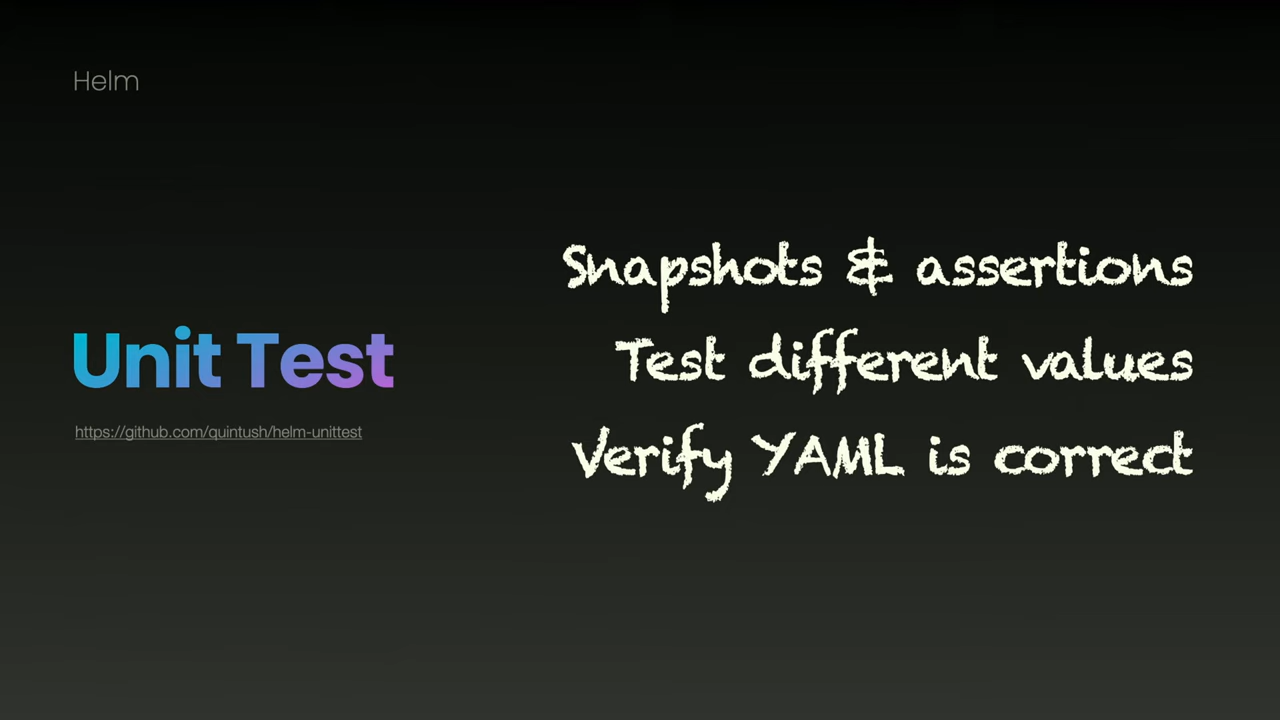 Helm
Unit Test
https://github.com/quintush/helm-unittest
Snapshots & assertions
Test different values
Verify YAML is correct